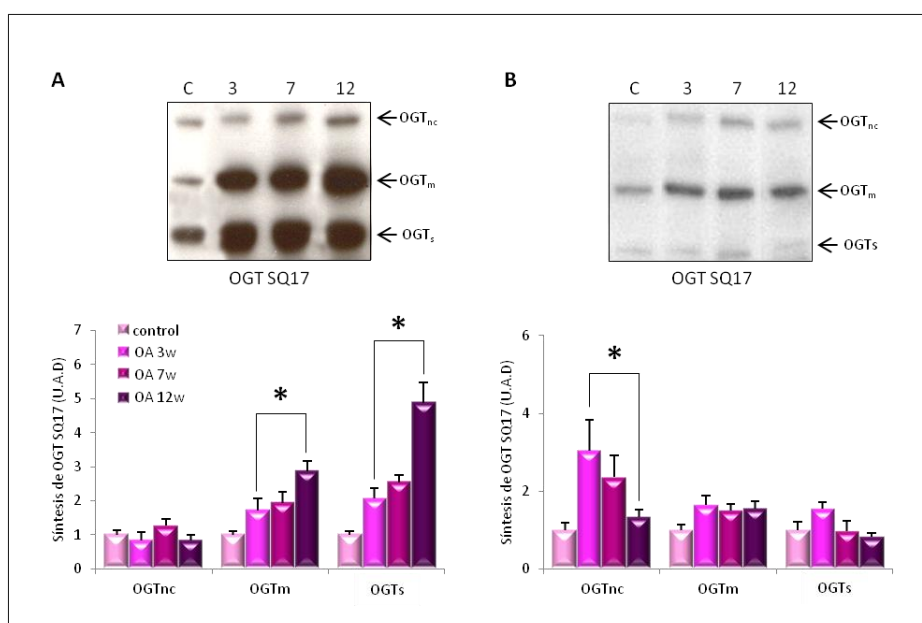 A
C 3 7 12
OGTnc
OGTm
OGTs
OGT SQ17
B
C 3 7 12
OGTnc
OGTm
OGTs
OGT SQ17
Síntesis de OGT SQ17 (U.A.D)
7
6
5
4
3
2
1
0
control
OA 3w
OA 7w
OA 12w
*
*
OGTnc OGTm OGTs
Síntesis de OGT SQ17 (U.A.D)
6
4
2
0
*
OGTnc OGTm OGTs